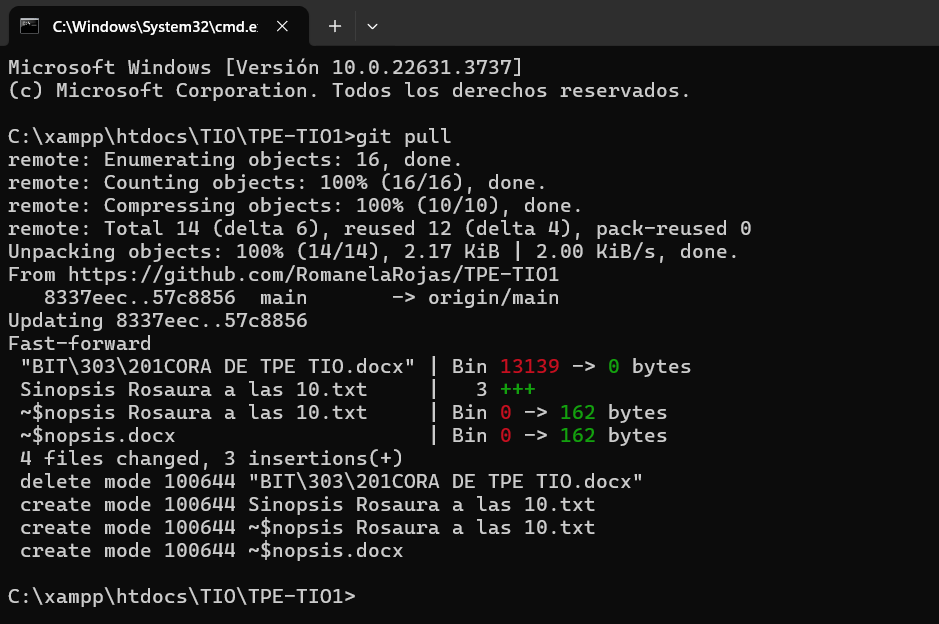 C:\Windows\System32\cmd.e
Microsoft Windows [Versión 10.0.22631.3737]
(c) Microsoft Corporation. Todos los derechos reservados.
C:\xampp\htdocs\TIO\TPE-TIO1>git pull
remote: Enumerating objects: 16, done.
remote: Counting objects: 100% (16/16), done.
remote: Compressing objects: 100% (10/10), done.
remote: Total 14 (delta 6), reused 12 (delta 4), pack-reused 0
Unpacking objects: 100% (14/14), 2.17 KiB | 2.00 KiB/s, done.
From https://github.com/RomanelaRojas/TPE-TIO1
   8337eec..57c8856  main       -> origin/main
Updating 8337eec..57c8856
Fast-forward
 "BIT\303\201CORA DE TPE TIO.docx" | Bin 13139 -> 0 bytes
 Sinopsis Rosaura a las 10.txt     |   3 +++
 ~$nopsis Rosaura a las 10.txt     | Bin 0 -> 162 bytes
 ~$nopsis.docx                     | Bin 0 -> 162 bytes
 4 files changed, 3 insertions(+)
 delete mode 100644 "BIT\303\201CORA DE TPE TIO.docx"
 create mode 100644 Sinopsis Rosaura a las 10.txt
 create mode 100644 ~$nopsis Rosaura a las 10.txt
 create mode 100644 ~$nopsis.docx
C:\xampp\htdocs\TIO\TPE-TIO1>